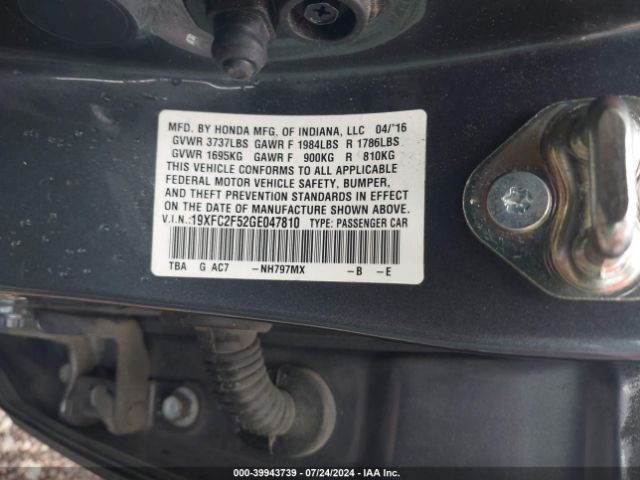 MFD. BY HONDA MFG. OF INDIANA, LLC 04/'16
GVWR 3737LBS GAWR F 1984LBS R 1786LBS
GVWR 1695KG GAWR F 900KG R 810KG
THIS VEHICLE CONFORMS TO ALL APPLICABLE
FEDERAL MOTOR VEHICLE SAFETY, BUMPER,
AND THEFT PREVENTION STANDARDS IN EFFECT
ON THE DATE OF MANUFACTURE SHOWN ABOVE.
V.I.N.:19XFC2F52GE047810 TYPE: PASSENGER CAR
TBA G AC7 -NH797MX -B -E
000-39943739 / 07/24/2024 / IAA Inc.